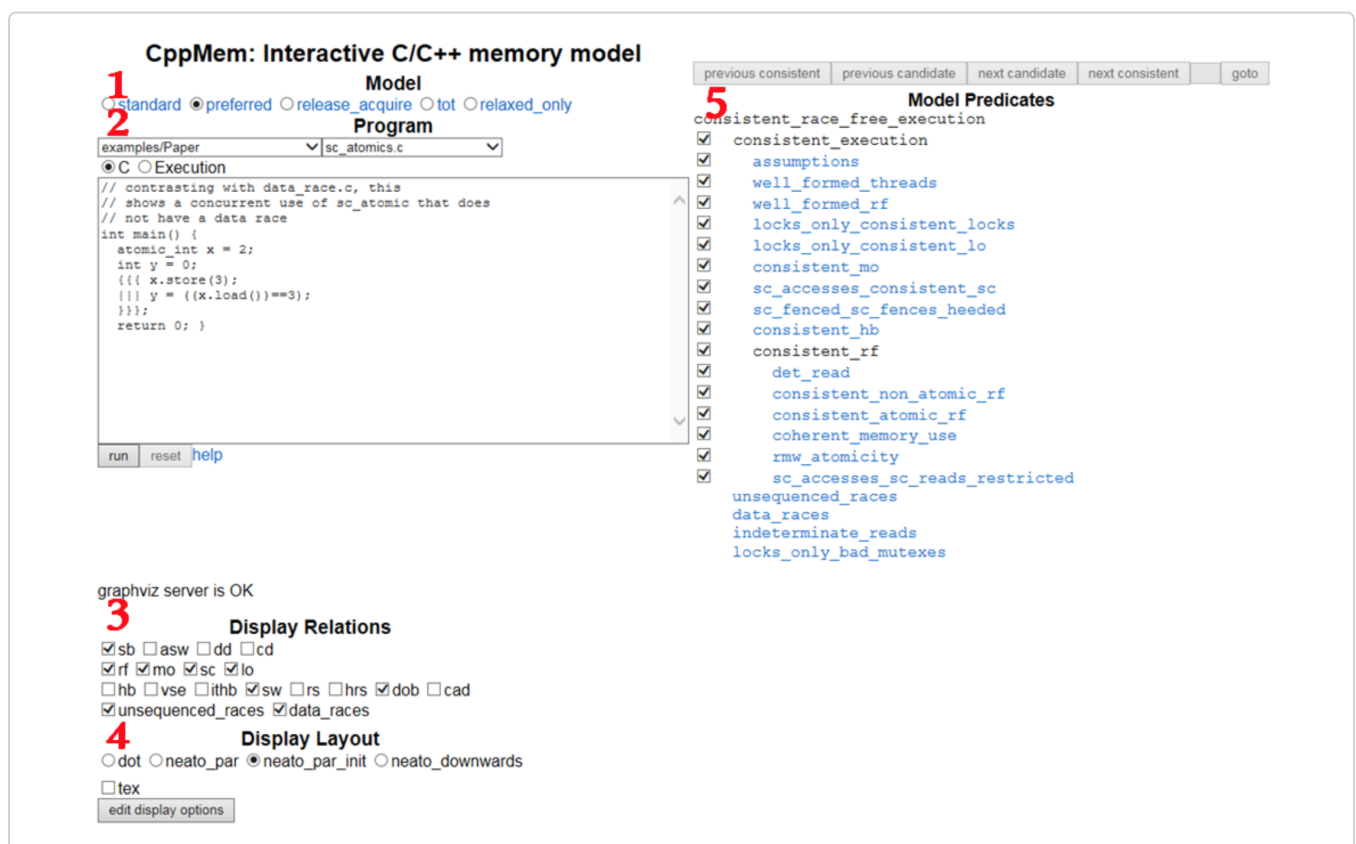 CppMem: Interactive C/C++ memory model
1
Model
standard preferred release_acquire tot relaxed_only
2
Program
examples/Paper sc_atomics.c
C Execution
// contrasting with data_race.c, this
// shows a concurrent use of sc_atomic that does
// not have a data race
int main() {
  atomic_int x = 2;
  int y = 0;
  {{{ x.store(3);
  ||| y = ((x.load())==3);
  }}};
  return 0; }
run reset help
graphviz server is OK
3
Display Relations
sb asw dd cd
rf mo sc lo
hb vse ithb sw rs hrs dob cad
unsequenced_races data_races
4
Display Layout
dot neato_par neato_par_init neato_downwards
tex
edit display options
previous consistent previous candidate next candidate next consistent goto
5
Model Predicates
consistent_race_free_execution
consistent_execution
assumptions
well_formed_threads
well_formed_rf
locks_only_consistent_locks
locks_only_consistent_lo
consistent_mo
sc_accesses_consistent_sc
sc_fenced_sc_fences_heeded
consistent_hb
consistent_rf
det_read
consistent_non_atomic_rf
consistent_atomic_rf
coherent_memory_use
rmw_atomicity
sc_accesses_sc_reads_restricted
unsequenced_races
data_races
indeterminate_reads
locks_only_bad_mutexes